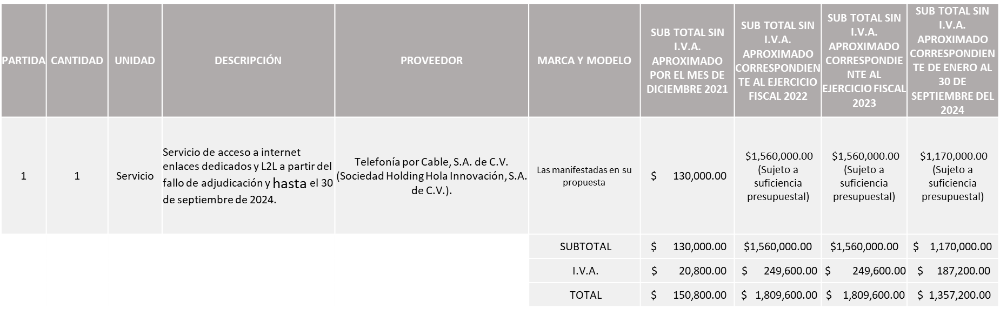 PARTIDA
CANTIDAD
UNIDAD
DESCRIPCIÓN
PROVEEDOR
MARCA Y MODELO
SUB TOTAL SIN
I.V.A.
APROXIMADO
POR EL MES DE
DICIEMBRE 2021
SUB TOTAL SIN
I.V.A.
APROXIMADO
CORRESPONDIEN
TE AL EJERCICIO
FISCAL 2022
SUB TOTAL SIN
I.V.A.
APROXIMADO
CORRESPONDIE
NTE AL
EJERCICIO FISCAL
2023
SUB TOTAL SIN
I.V.A.
APROXIMADO
CORRESPONDIEN
TE DE ENERO AL
30 DE
SEPTIEMBRE DEL
2024
1
1
Servicio
Servicio de acceso a internet
enlaces dedicados y L2L a partir del
fallo de adjudicación y hasta el 30
de septiembre de 2024.
Telefonía por Cable, S.A. de C.V.
(Sociedad Holding Hola Innovación, S.A.
de C.V.).
Las manifestadas en su
propuesta
$ 130,000.00
$1,560,000.00
(Sujeto a
suficiencia
presupuestal)
$1,560,000.00
(Sujeto a
suficiencia
presupuestal)
$1,170,000.00
(Sujeto a
suficiencia
presupuestal)
SUBTOTAL $ 130,000.00 $1,560,000.00 $1,560,000.00 $ 1,170,000.00
I.V.A. $ 20,800.00 $ 249,600.00 $ 249,600.00 $ 187,200.00
TOTAL $ 150,800.00 $ 1,809,600.00 $ 1,809,600.00 $ 1,357,200.00